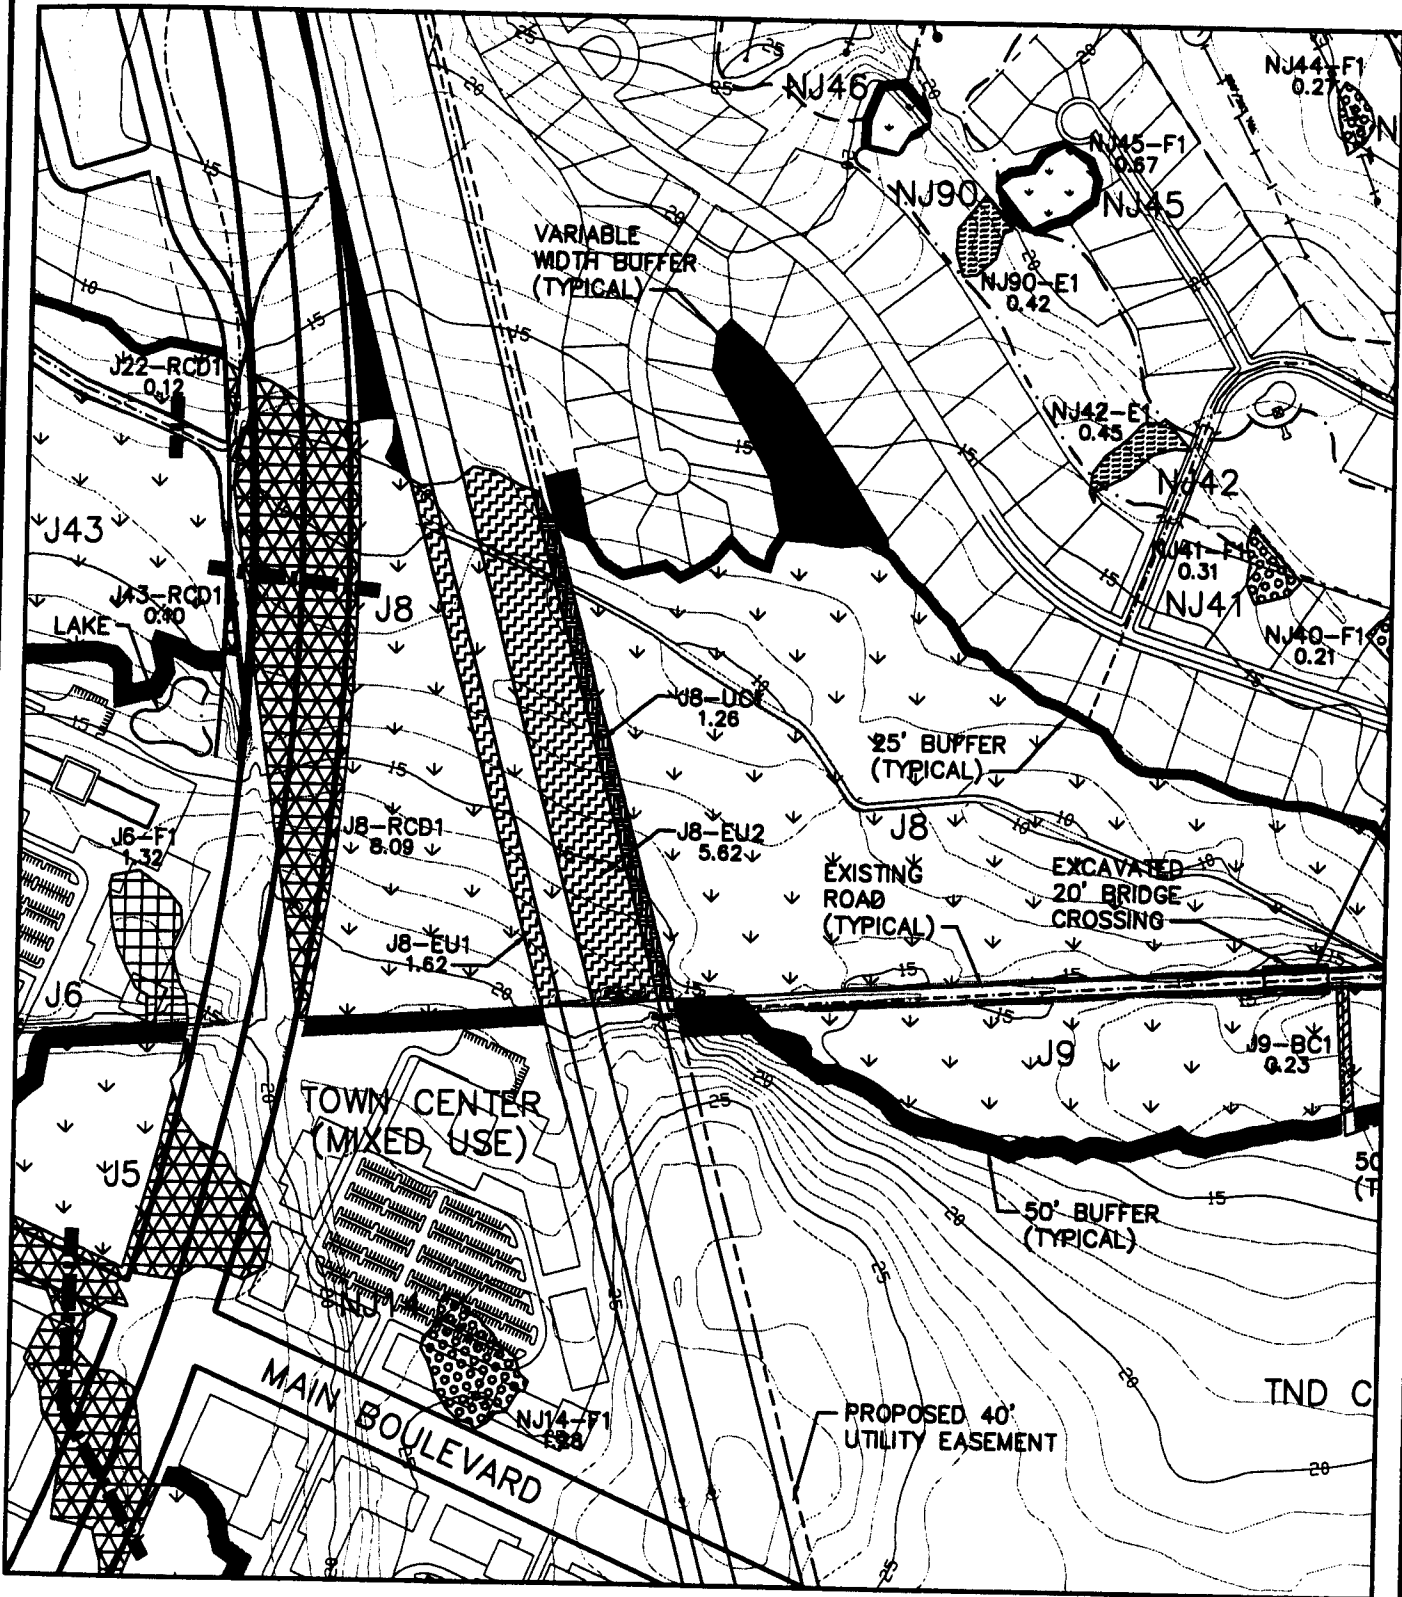 NJ46
NJ44-F1
0.27
NJ45-F1
0.67
NJ90
NJ45
VARIABLE
WIDTH BUFFER
(TYPICAL)
NJ90-E1
0.42
J22-RCD1
0.12
NJ42-E1
0.45
NJ42
J43
NJ41-F1
0.31
NJ41
J43-RCD1
0.10
LAKE
J8
NJ40-F1
0.21
J8-UC1
1.26
25' BUFFER
(TYPICAL)
J6-F1
1.32
J8-RCD1
8.09
J8-EU2
5.62
J8
EXISTING
ROAD
(TYPICAL)
EXCAVATED
20' BRIDGE
CROSSING
J8-EU1
1.62
J6
J9
J9-BC1
0.23
TOWN CENTER
(MIXED USE)
J5
50
(T
50' BUFFER
(TYPICAL)
MAIN BOULEVARD
NJ14-F1
TND C
PROPOSED 40'
UTILITY EASEMENT